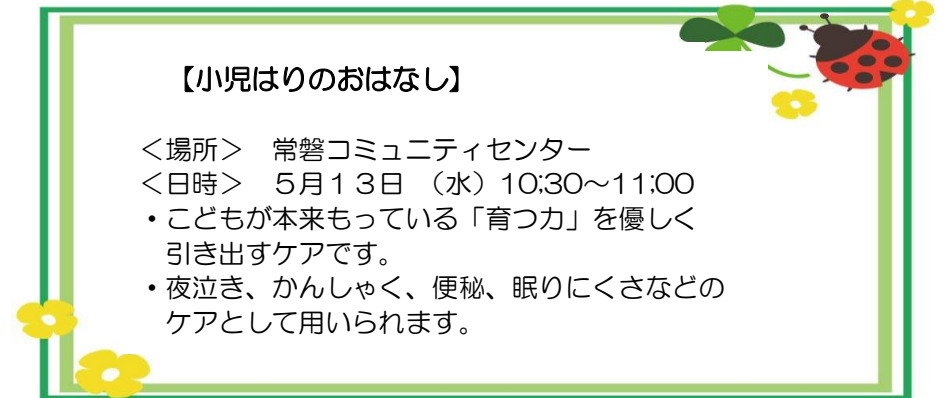 【小児はりのおはなし】
＜場所＞　常磐コミュニティセンター
＜日時＞　５月１３日　（水）10;30～11;00
・こどもが本来もっている「育つ力」を優しく
引き出すケアです。
・夜泣き、かんしゃく、便秘、眠りにくさなどの
ケアとして用いられます。